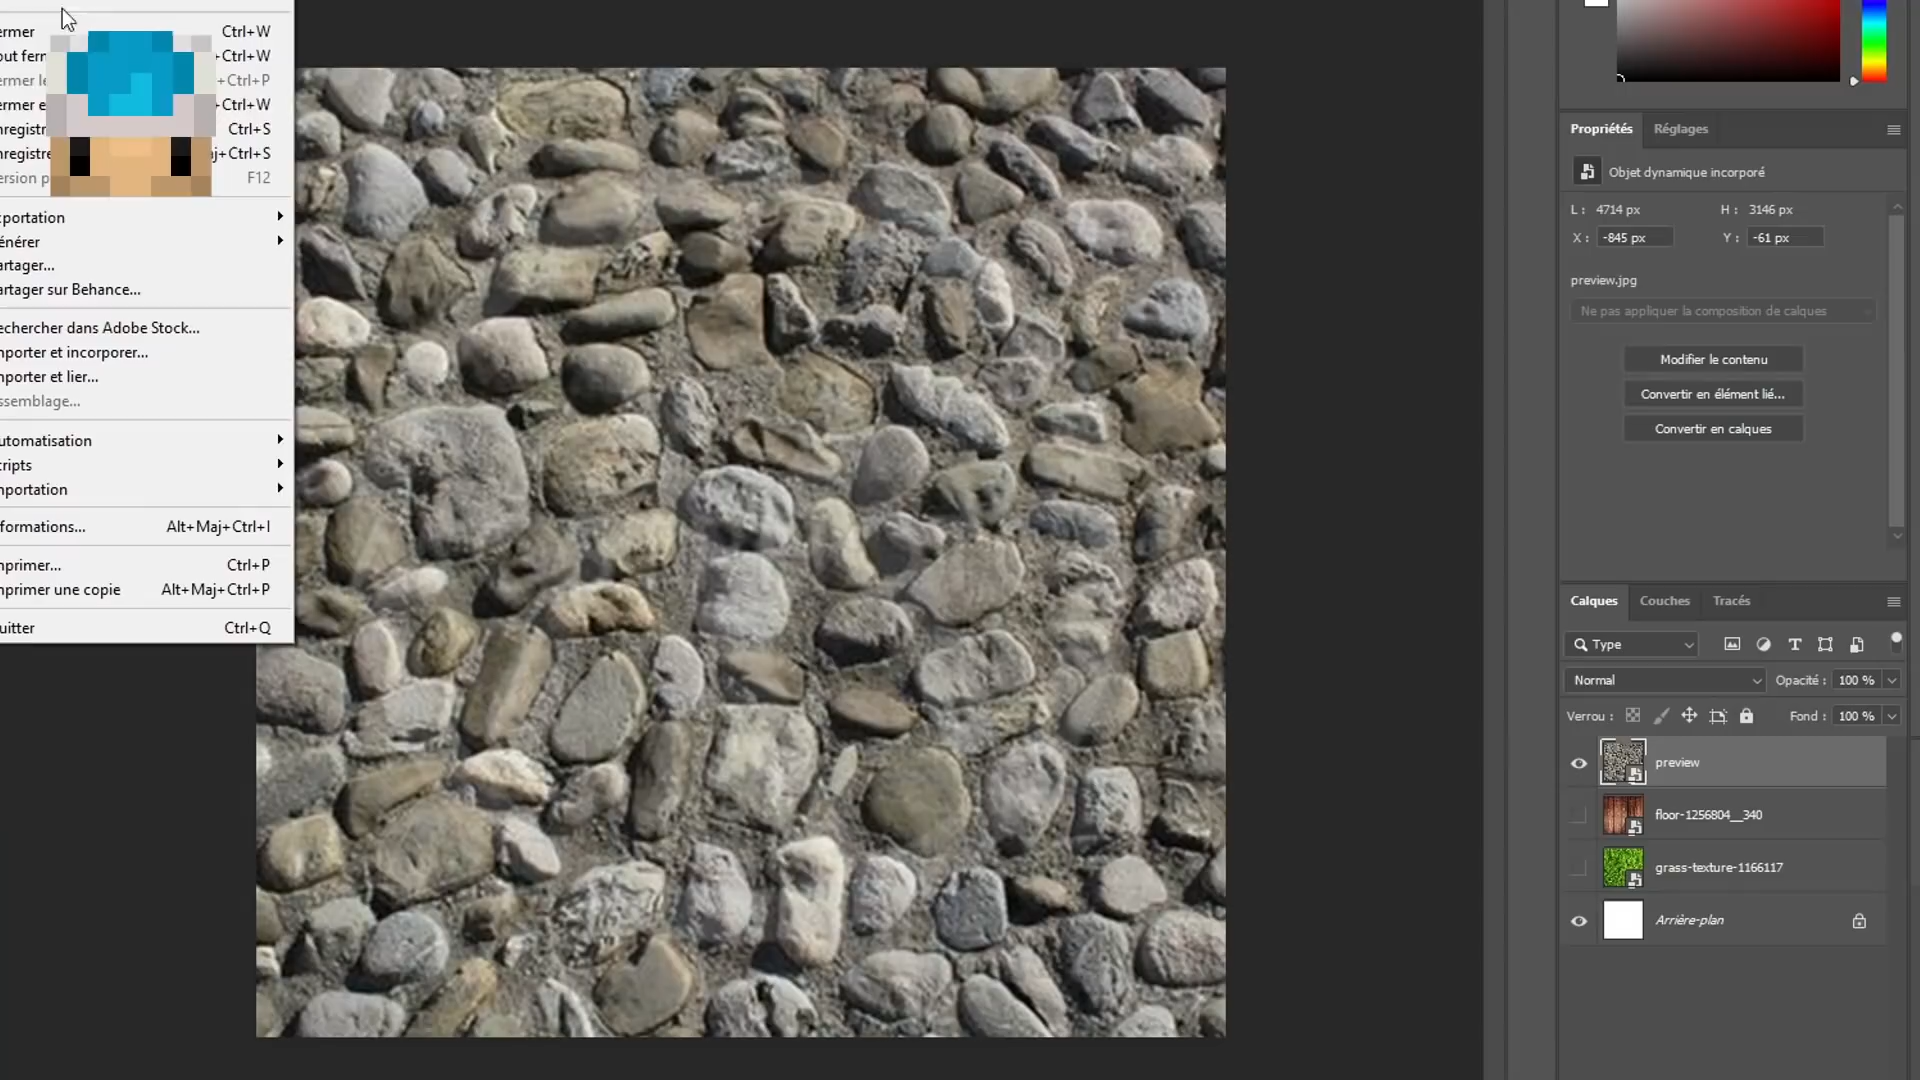 ermer Ctrl+W
out ferm +Ctrl+W
ermer le +Ctrl+P
ermer e +Ctrl+W
nregistr Ctrl+S
nregistre aj+Ctrl+S
ersion p F12
xportation
énérer
artager...
artager sur Behance...
echercher dans Adobe Stock...
nporter et incorporer...
nporter et lier...
ssemblage...
utomatisation
cripts
nportation
formations... Alt+Maj+Ctrl+I
nprimer... Ctrl+P
nprimer une copie Alt+Maj+Ctrl+P
uitter Ctrl+Q
Propriétés Réglages
Objet dynamique incorporé
L : 4714 px H : 3146 px
X : -845 px Y : -61 px
preview.jpg
Ne pas appliquer la composition de calques
Modifier le contenu
Convertir en élément lié...
Convertir en calques
Calques Couches Tracés
Type
Normal Opacité : 100 %
Verrou : Fond : 100 %
preview
floor-1256804__340
grass-texture-1166117
Arrière-plan